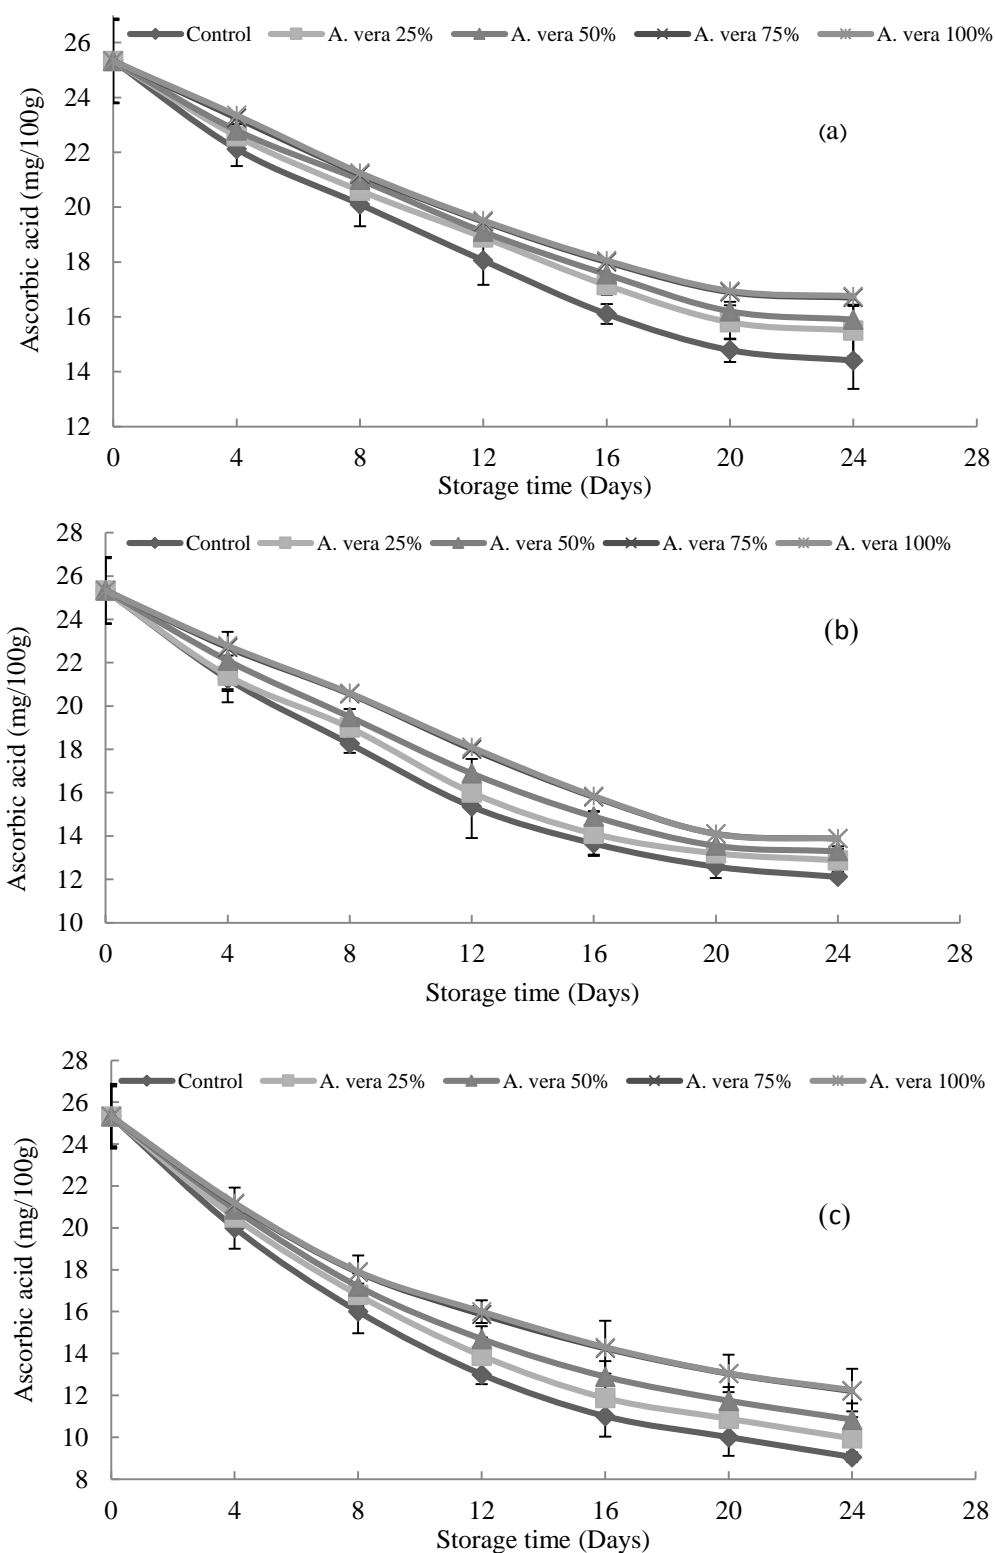 Control A. vera 25% A. vera 50% A. vera 75% A. vera 100%
26
24
22
20
18
16
14
12
Ascorbic acid (mg/100g)
(a)
0 4 8 12 16 20 24 28
Storage time (Days)
28
Control A. vera 25% A. vera 50% A. vera 75% A. vera 100%
26
24
22
20
18
16
14
12
10
Ascorbic acid (mg/100g)
(b)
0 4 8 12 16 20 24 28
Storage time (Days)
28
Control A. vera 25% A. vera 50% A. vera 75% A. vera 100%
26
24
22
20
18
16
14
12
10
8
Ascorbic acid (mg/100g)
(c)
0 4 8 12 16 20 24 28
Storage time (Days)